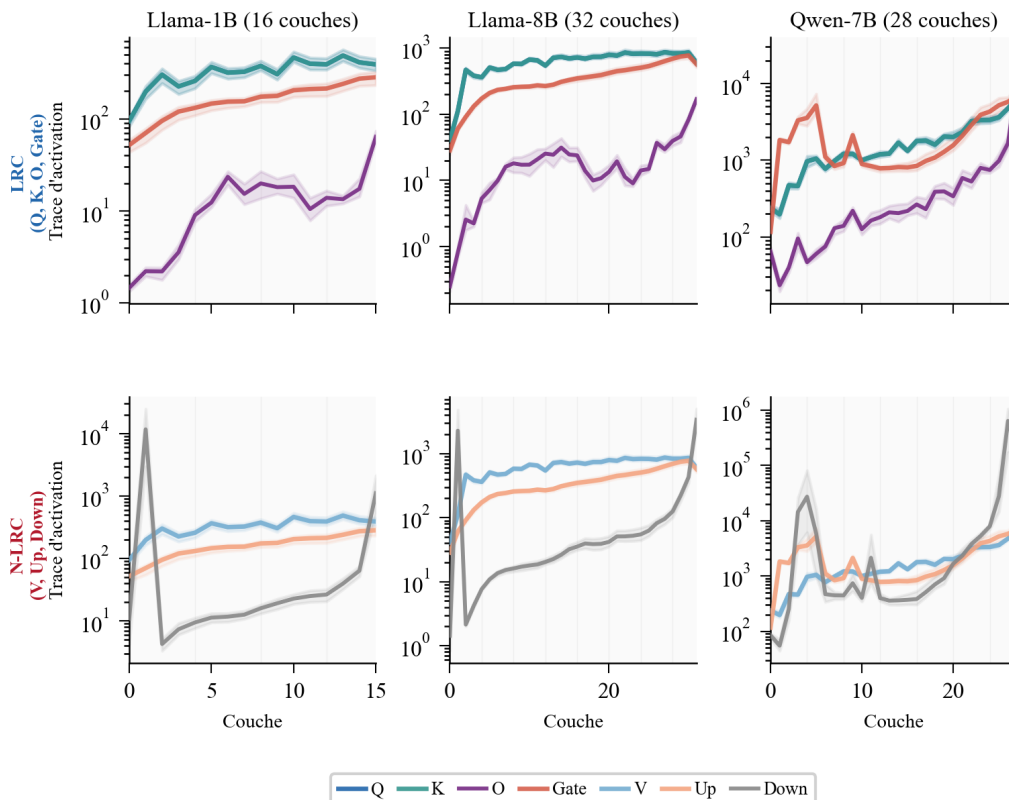 Llama-1B (16 couches)
Llama-8B (32 couches)
Qwen-7B (28 couches)
LRC
(Q, K, O, Gate)
Trace d'activation
10^2
10^1
10^0
10^3
10^2
10^1
10^0
10^4
10^3
10^2
N-LRC
(V, Up, Down)
Trace d'activation
10^4
10^3
10^2
10^1
10^3
10^2
10^1
10^0
10^6
10^5
10^4
10^3
10^2
0 5 10 15
0 20
0 10 20
Couche
Couche
Couche
Q K O Gate V Up Down